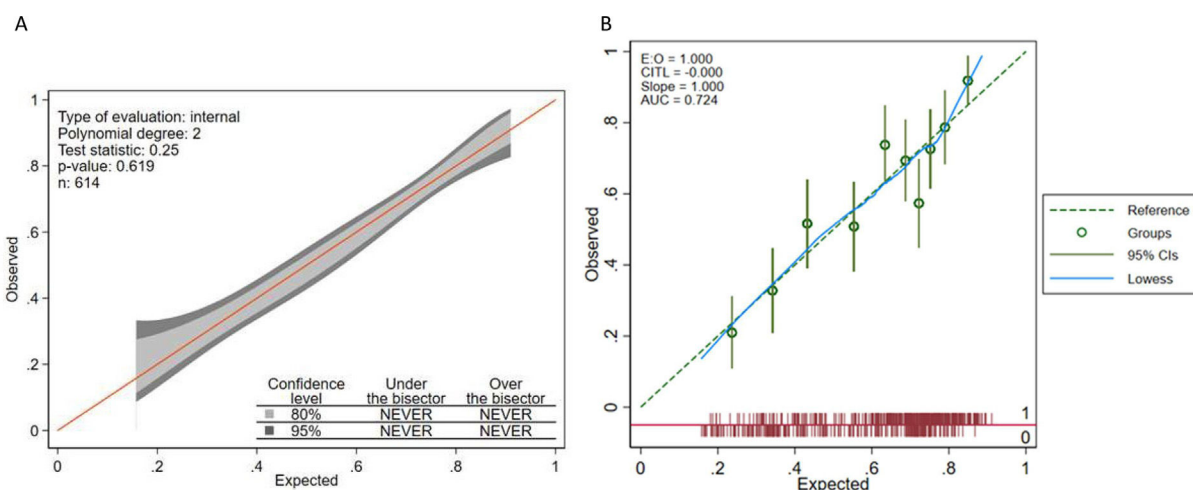 A
Type of evaluation: internal
Polynomial degree: 2
Test statistic: 0.25
p-value: 0.619
n: 614
Observed
1
.8
.6
.4
.2
0
Confidence level Under the bisector Over the bisector
80% NEVER NEVER
95% NEVER NEVER
0 .2 .4 .6 .8 1
Expected
B
E:O = 1.000
CITL = -0.000
Slope = 1.000
AUC = 0.724
Observed
1
.8
.6
.4
.2
0
1
0
0 .2 .4 .6 .8 1
Expected
Reference
Groups
95% CIs
Lowess